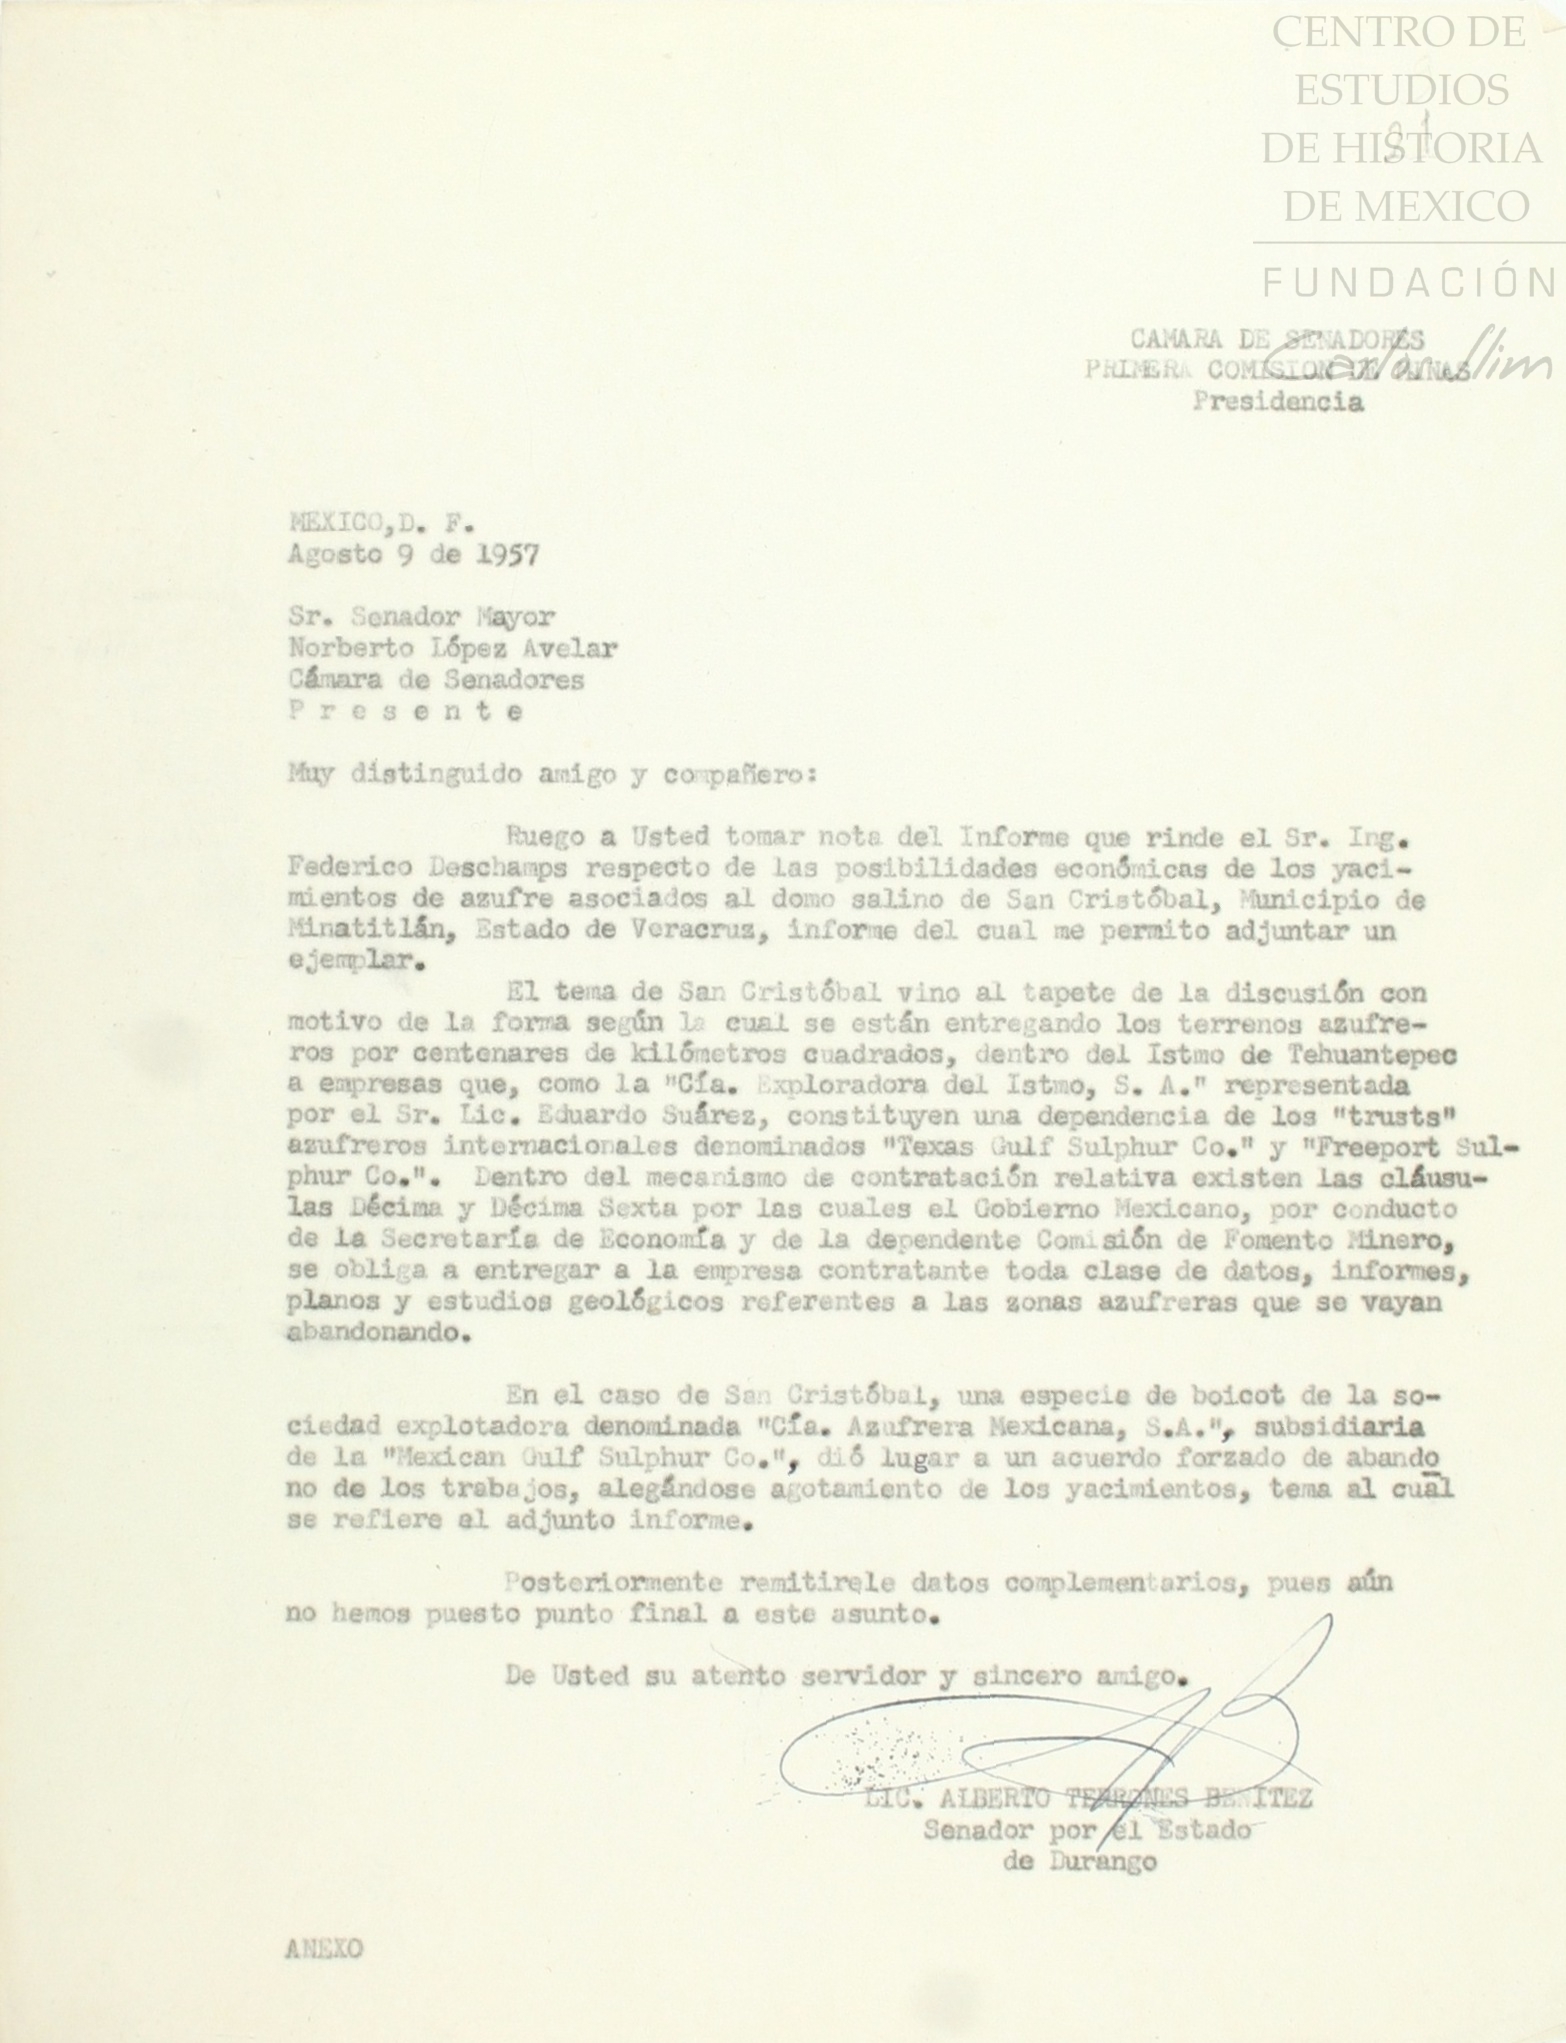 CENTRO DE
ESTUDIOS
DE HISTORIA
DE MEXICO
FUNDACIÓN
Carlos Slim
CAMARA DE SENADORES
PRIMERA COMISION DE MINAS
Presidencia
MEXICO,D. F.
Agosto 9 de 1957
Sr. Senador Mayor
Norberto López Avelar
Cámara de Senadores
P r e s e n t e
Muy distinguido amigo y compañero:
Ruego a Usted tomar nota del Informe que rinde el Sr. Ing.
Federico Deschamps respecto de las posibilidades económicas de los yaci-
mientos de azufre asociados al domo salino de San Cristóbal, Municipio de
Minatitlán, Estado de Veracruz, informe del cual me permito adjuntar un
ejemplar.
El tema de San Cristóbal vino al tapete de la discusión con
motivo de la forma según la cual se están entregando los terrenos azufre-
ros por centenares de kilómetros cuadrados, dentro del Istmo de Tehuantepec
a empresas que, como la "Cía. Exploradora del Istmo, S. A." representada
por el Sr. Lic. Eduardo Suárez, constituyen una dependencia de los "trusts"
azufreros internacionales denominados "Texas Gulf Sulphur Co." y "Freeport Sul-
phur Co.". Dentro del mecanismo de contratación relativa existen las cláusu-
las Décima y Décima Sexta por las cuales el Gobierno Mexicano, por conducto
de la Secretaría de Economía y de la dependente Comisión de Fomento Minero,
se obliga a entregar a la empresa contratante toda clase de datos, informes,
planos y estudios geológicos referentes a las zonas azufreras que se vayan
abandonando.
En el caso de San Cristóbal, una especie de boicot de la so-
ciedad explotadora denominada "Cía. Azufrera Mexicana, S.A.", subsidiaria
de la "Mexican Gulf Sulphur Co.", dió lugar a un acuerdo forzado de abando
no de los trabajos, alegándose agotamiento de los yacimientos, tema al cual
se refiere el adjunto informe.
Posteriormente remitirele datos complementarios, pues aún
no hemos puesto punto final a este asunto.
De Usted su atento servidor y sincero amigo.
LIC. ALBERTO TERRONES BENITEZ
Senador por el Estado
de Durango
ANEXO